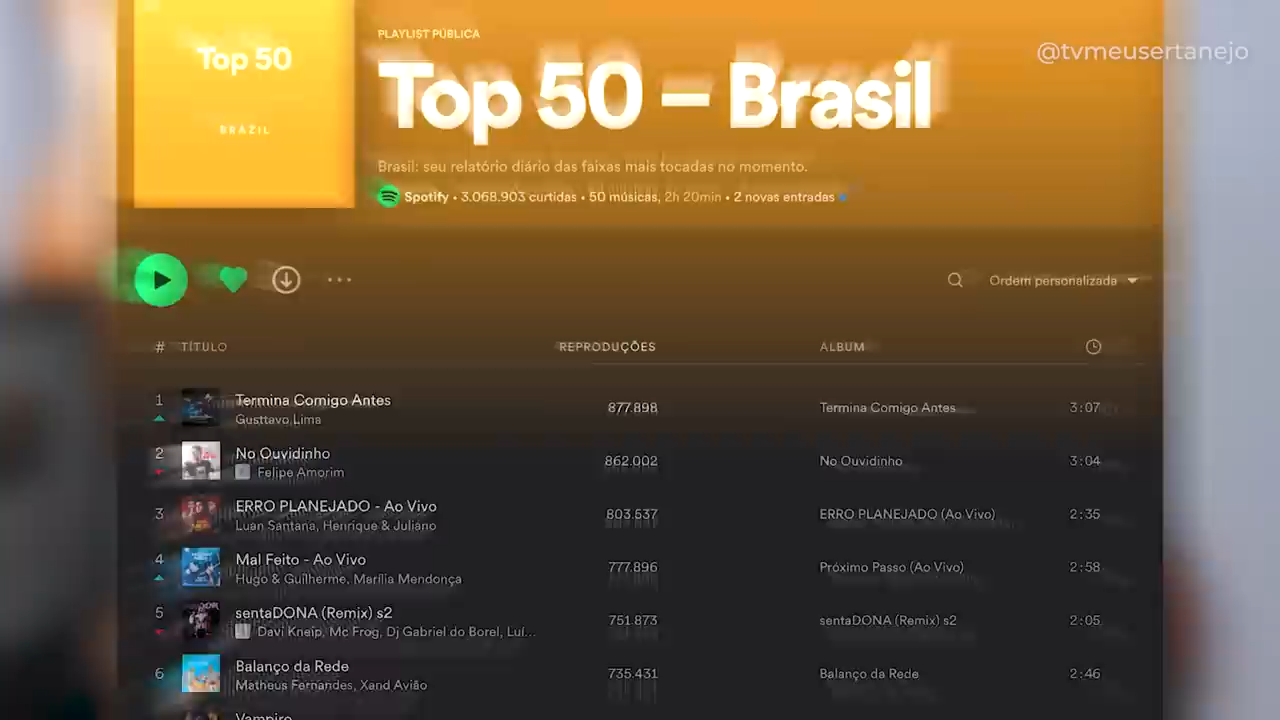 @tvmeusertanejo
Top 50
BRAZIL
PLAYLIST PÚBLICA
Top 50 – Brasil
Brasil: seu relatório diário das faixas mais tocadas no momento.
Spotify • 3.068.903 curtidas • 50 músicas, 2h 20min • 2 novas entradas
Ordem personalizada
# TÍTULO REPRODUÇÕES ÁLBUM
1 Termina Comigo Antes 877.898 Termina Comigo Antes 3:07
Gusttavo Lima
2 No Ouvidinho 862.002 No Ouvidinho 3:04
Felipe Amorim
3 ERRO PLANEJADO - Ao Vivo 803.537 ERRO PLANEJADO (Ao Vivo) 2:35
Luan Santana, Henrique & Juliano
4 Mal Feito - Ao Vivo 777.896 Próximo Passo (Ao Vivo) 2:58
Hugo & Guilherme, Marília Mendonça
5 sentaDONA (Remix) s2 751.873 sentaDONA (Remix) s2 2:05
Davi Kneip, Mc Frog, Dj Gabriel do Borel, Luí...
6 Balanço da Rede 735.431 Balanço da Rede 2:46
Matheus Fernandes, Xand Avião
Vampiro